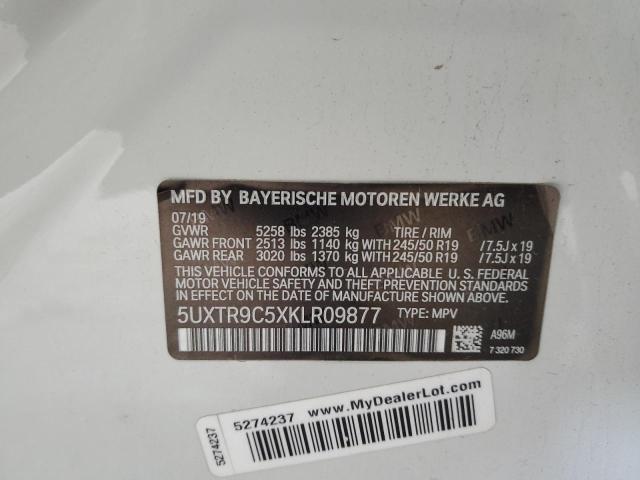 MFD BY BAYERISCHE MOTOREN WERKE AG
07/19
GVWR 5258 lbs 2385 kg TIRE / RIM
GAWR FRONT 2513 lbs 1140 kg WITH 245/50 R19 / 7.5J x 19
GAWR REAR 3020 lbs 1370 kg WITH 245/50 R19 / 7.5J x 19
THIS VEHICLE CONFORMS TO ALL APPLICABLE U. S. FEDERAL
MOTOR VEHICLE SAFETY AND THEFT PREVENTION STANDARDS
IN EFFECT ON THE DATE OF MANUFACTURE SHOWN ABOVE.
5UXTR9C5XKLR09877 TYPE: MPV
A96M
7 320 730
5274237 www.MyDealerLot.com
5274237